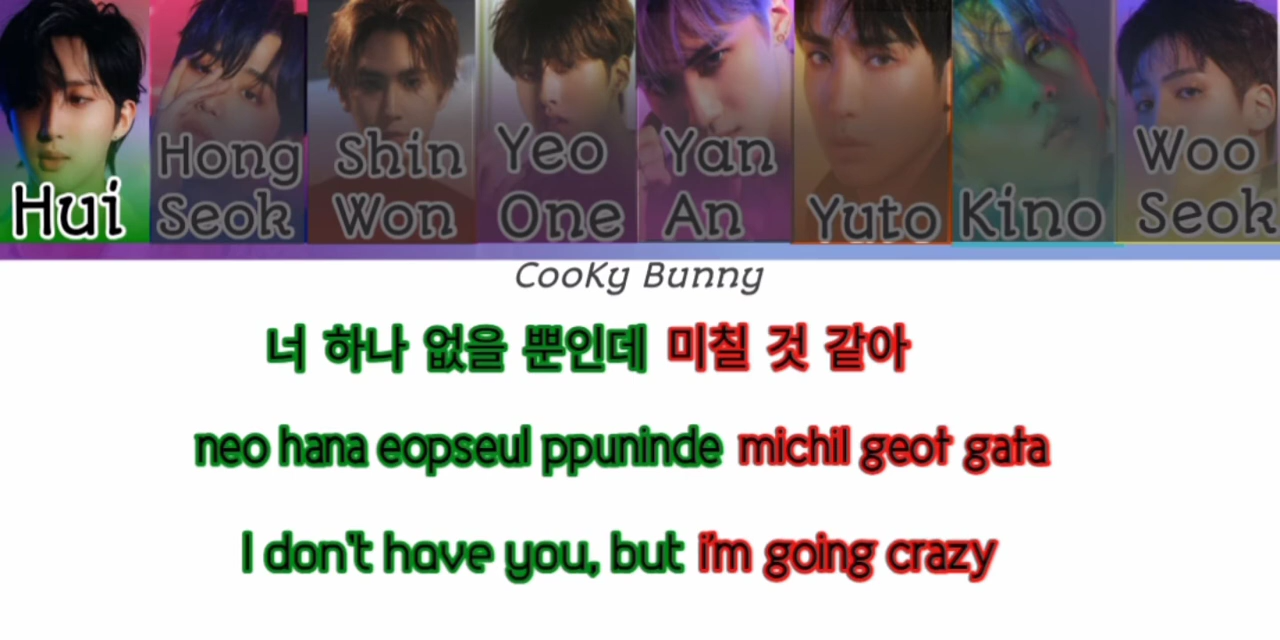 Hui
Hong Seok
Shin Won
Yeo One
Yan An
Yuto
Kino
Woo Seok
CooKy Bunny
너 하나 없을 뿐인데 미칠 것 같아
neo hana eopseul ppuninde michil geot gata
I don't have you, but i'm going crazy